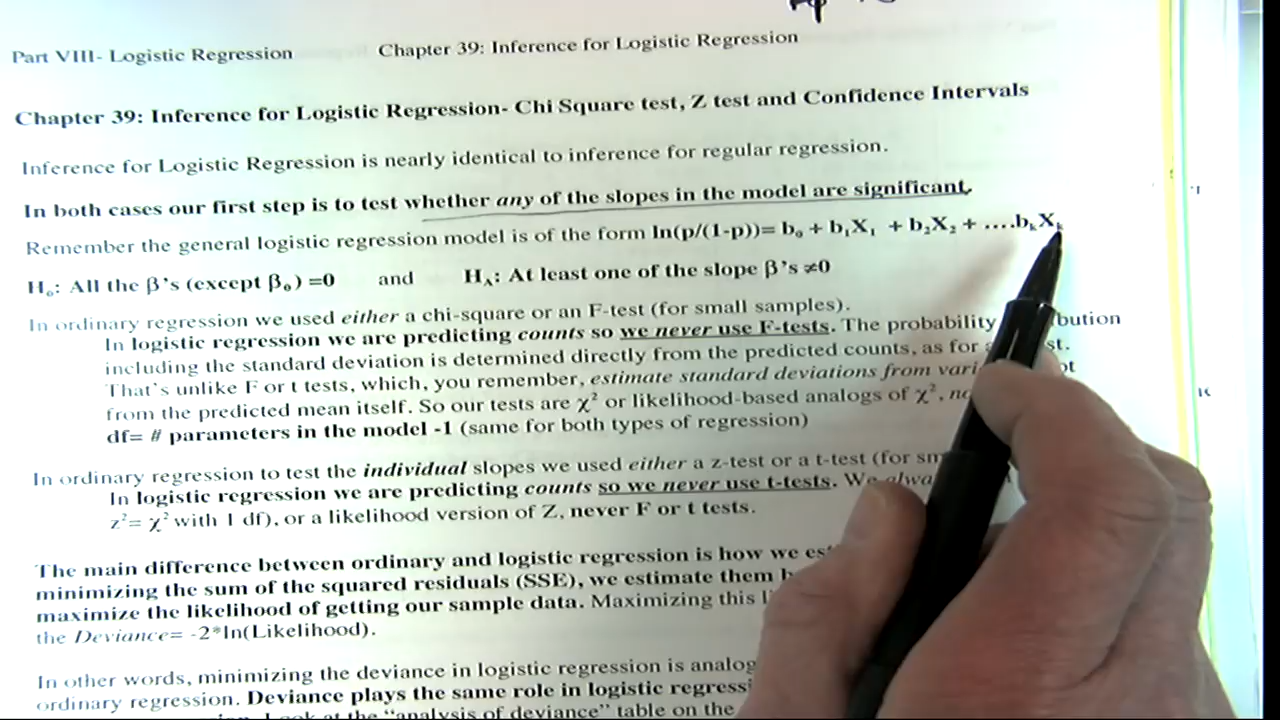 Part VIII- Logistic Regression Chapter 39: Inference for Logistic Regression
Chapter 39: Inference for Logistic Regression- Chi Square test, Z test and Confidence Intervals
Inference for Logistic Regression is nearly identical to inference for regular regression.
In both cases our first step is to test whether any of the slopes in the model are significant.
Remember the general logistic regression model is of the form ln(p/(1-p))= b₀ + b₁X₁ + b₂X₂ + ….bₖXₖ
H₀: All the β's (except β₀) =0 and Hₐ: At least one of the slope β's ≠0
In ordinary regression we used either a chi-square or an F-test (for small samples).
In logistic regression we are predicting counts so we never use F-tests. The probability
including the standard deviation is determined directly from the predicted counts, as for
That's unlike F or t tests, which, you remember, estimate standard deviations from
from the predicted mean itself. So our tests are χ² or likelihood-based analogs of χ²,
df= # parameters in the model -1 (same for both types of regression)
In ordinary regression to test the individual slopes we used either a z-test or a t-test (for
In logistic regression we are predicting counts so we never use t-tests. We
z²= χ² with 1 df), or a likelihood version of Z, never F or t tests.
The main difference between ordinary and logistic regression is how we
minimizing the sum of the squared residuals (SSE), we estimate them
maximize the likelihood of getting our sample data. Maximizing this
the Deviance= -2*ln(Likelihood).
In other words, minimizing the deviance in logistic regression is
ordinary regression. Deviance plays the same role in logistic
Look at the "analysis of deviance" table on the